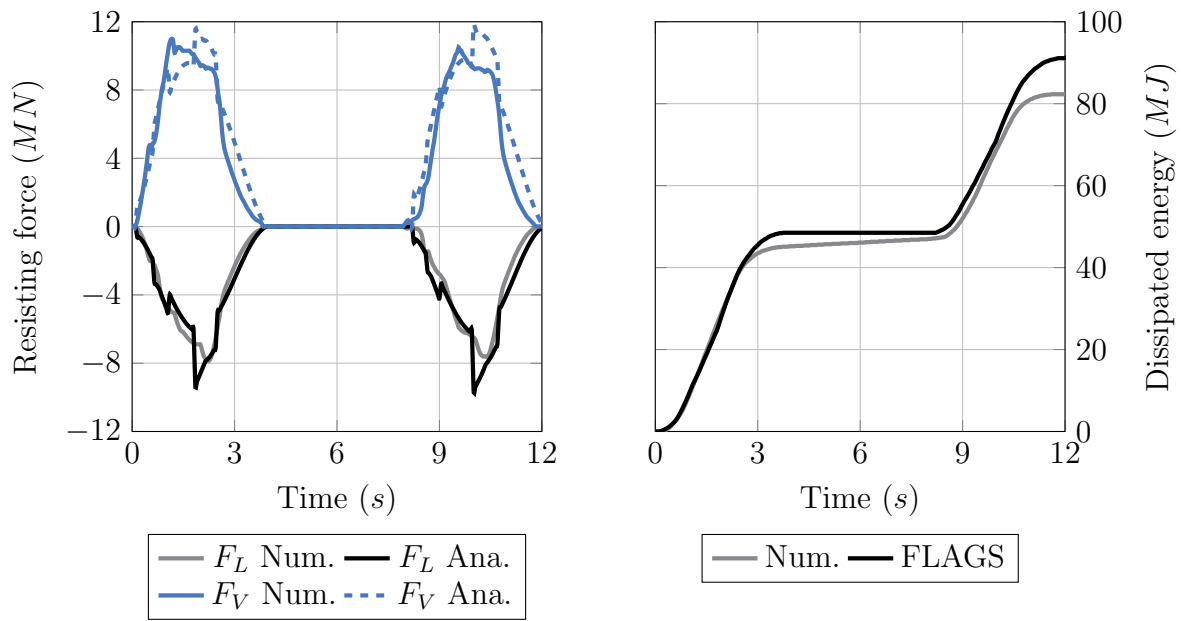 12
8
4
0
−4
−8
−12
Resisting force (MN)
0 3 6 9 12
Time (s)
F_L Num. F_L Ana.
F_V Num. F_V Ana.
100
80
60
40
20
0
Dissipated energy (MJ)
0 3 6 9 12
Time (s)
Num. FLAGS